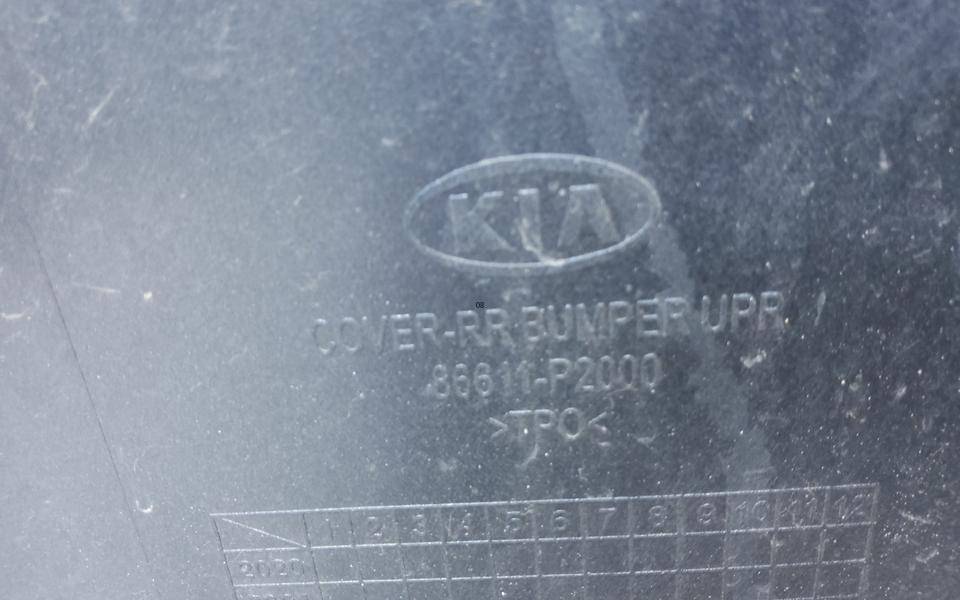 KIA
COVER-RR BUMPER UPR
86611-P2000
>TPO<
1 2 3 4 5 6 7 8 9 10 11 12
2020